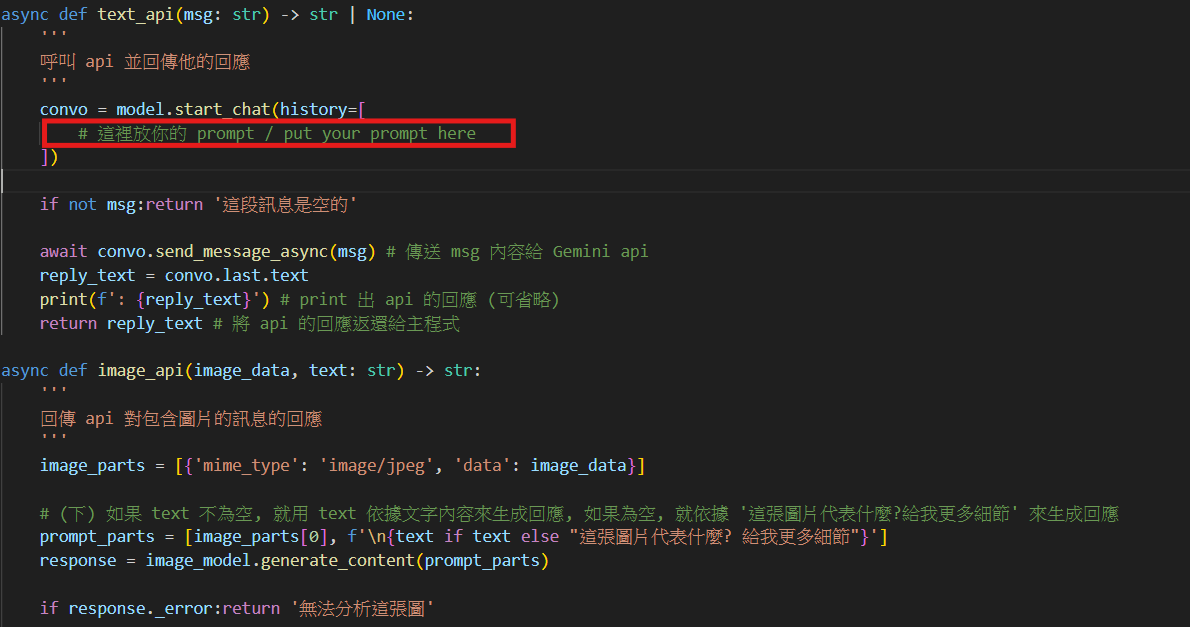 async def text_api(msg: str) -> str | None:
'''
呼叫 api 並回傳他的回應
'''
convo = model.start_chat(history=[
# 這裡放你的 prompt / put your prompt here
])
if not msg:return '這段訊息是空的'
await convo.send_message_async(msg) # 傳送 msg 內容給 Gemini api
reply_text = convo.last.text
print(f': {reply_text}') # print 出 api 的回應 (可省略)
return reply_text # 將 api 的回應返還給主程式
async def image_api(image_data, text: str) -> str:
'''
回傳 api 對包含圖片的訊息的回應
'''
image_parts = [{'mime_type': 'image/jpeg', 'data': image_data}]
# (下) 如果 text 不為空, 就用 text 依據文字內容來生成回應, 如果為空, 就依據 '這張圖片代表什麼?給我更多細節' 來生成回應
prompt_parts = [image_parts[0], f'\n{text if text else "這張圖片代表什麼? 給我更多細節"}']
response = image_model.generate_content(prompt_parts)
if response._error:return '無法分析這張圖'